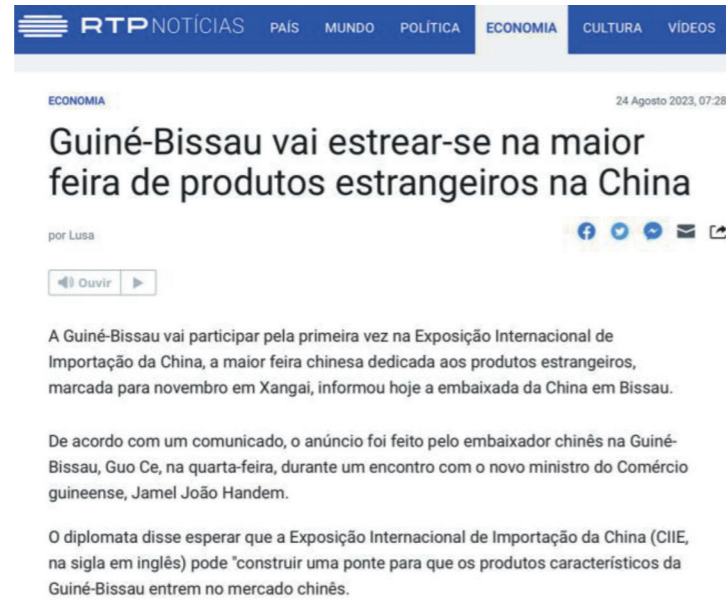 RTPNOTÍCIAS PAÍS MUNDO POLÍTICA ECONOMIA CULTURA VÍDEOS
ECONOMIA 24 Agosto 2023, 07:28
Guiné-Bissau vai estrear-se na maior
feira de produtos estrangeiros na China
por Lusa
Ouvir
A Guiné-Bissau vai participar pela primeira vez na Exposição Internacional de
Importação da China, a maior feira chinesa dedicada aos produtos estrangeiros,
marcada para novembro em Xangai, informou hoje a embaixada da China em Bissau.
De acordo com um comunicado, o anúncio foi feito pelo embaixador chinês na Guiné-
Bissau, Guo Ce, na quarta-feira, durante um encontro com o novo ministro do Comércio
guineense, Jamel João Handem.
O diplomata disse esperar que a Exposição Internacional de Importação da China (CIIE,
na sigla em inglês) pode "construir uma ponte para que os produtos característicos da
Guiné-Bissau entrem no mercado chinês.